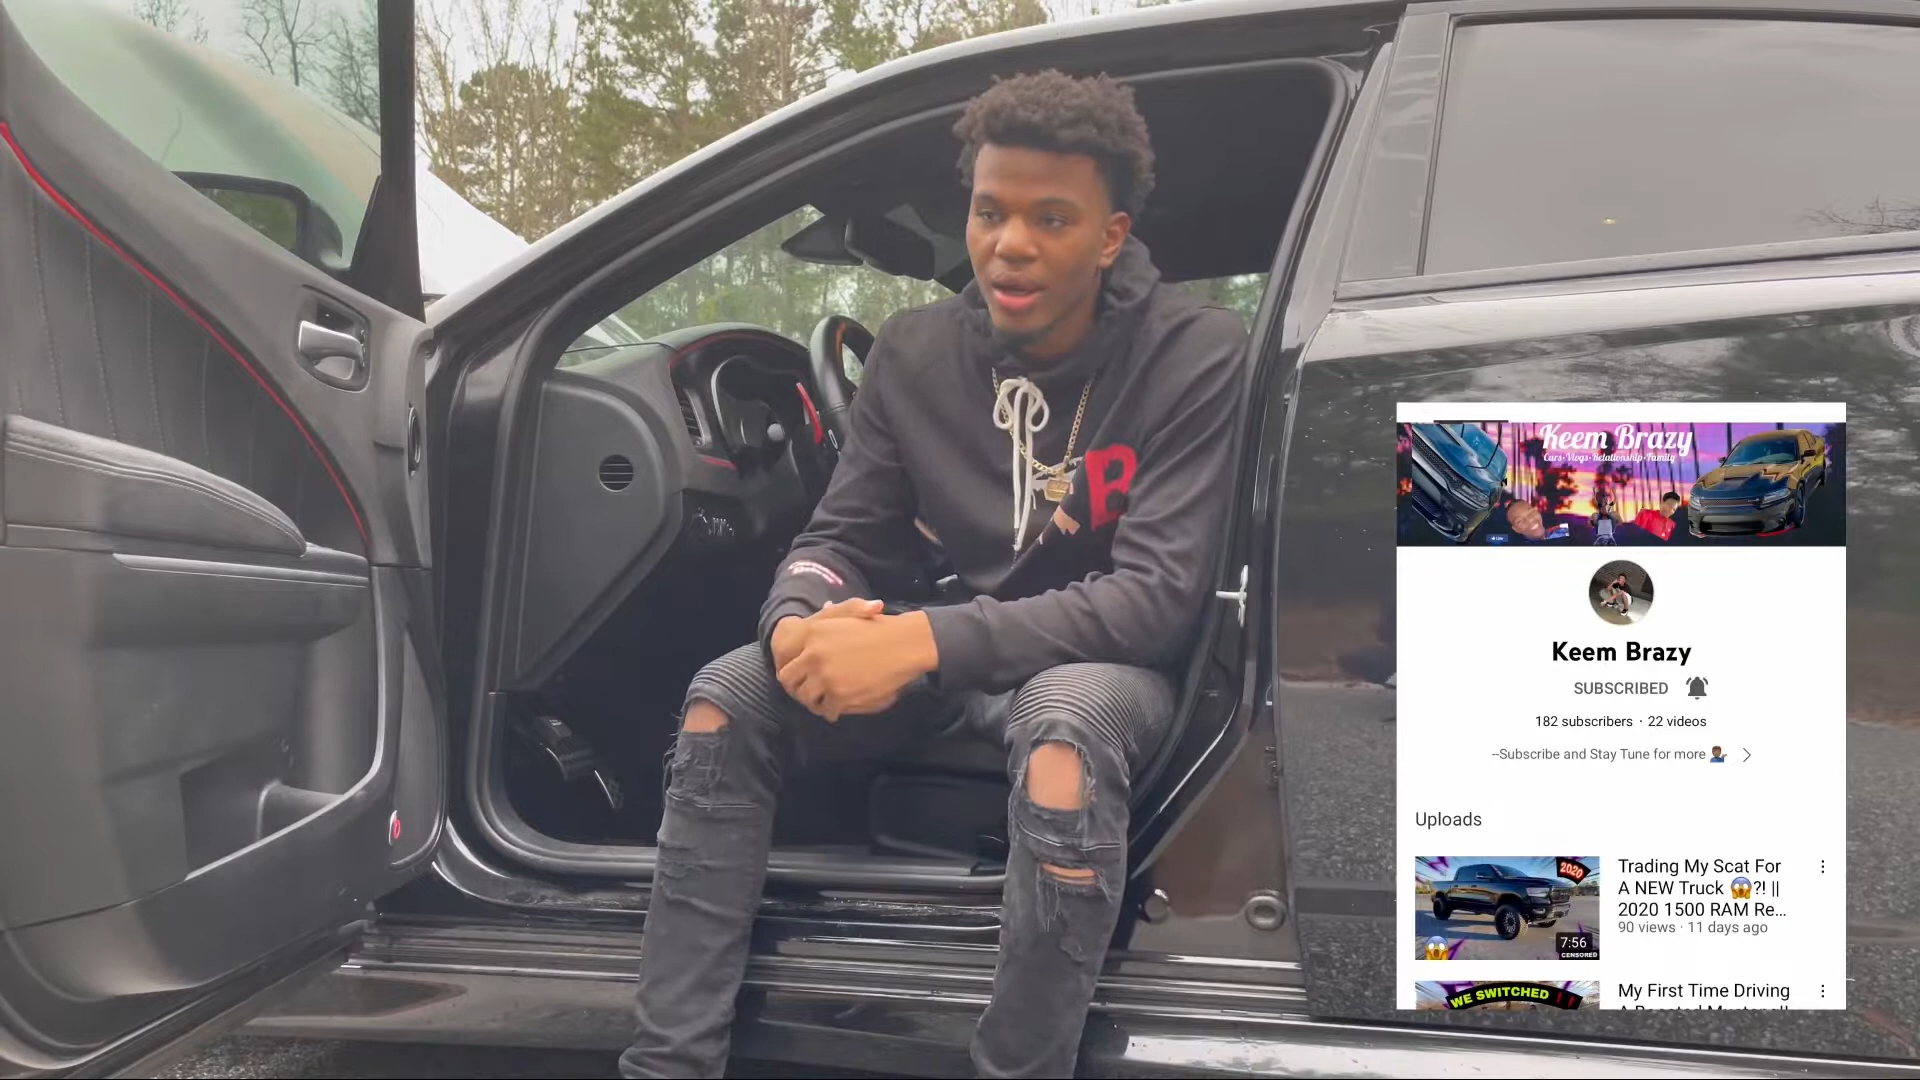 B
Keem Brazy
Cars•Vlogs•Relationship•Family
Keem Brazy
SUBSCRIBED
182 subscribers · 22 videos
--Subscribe and Stay Tune for more
Uploads
2020
7:56
CENSORED
Trading My Scat For
A NEW Truck 😱?! ||
2020 1500 RAM Re...
90 views · 11 days ago
WE SWITCHED ‼
My First Time Driving